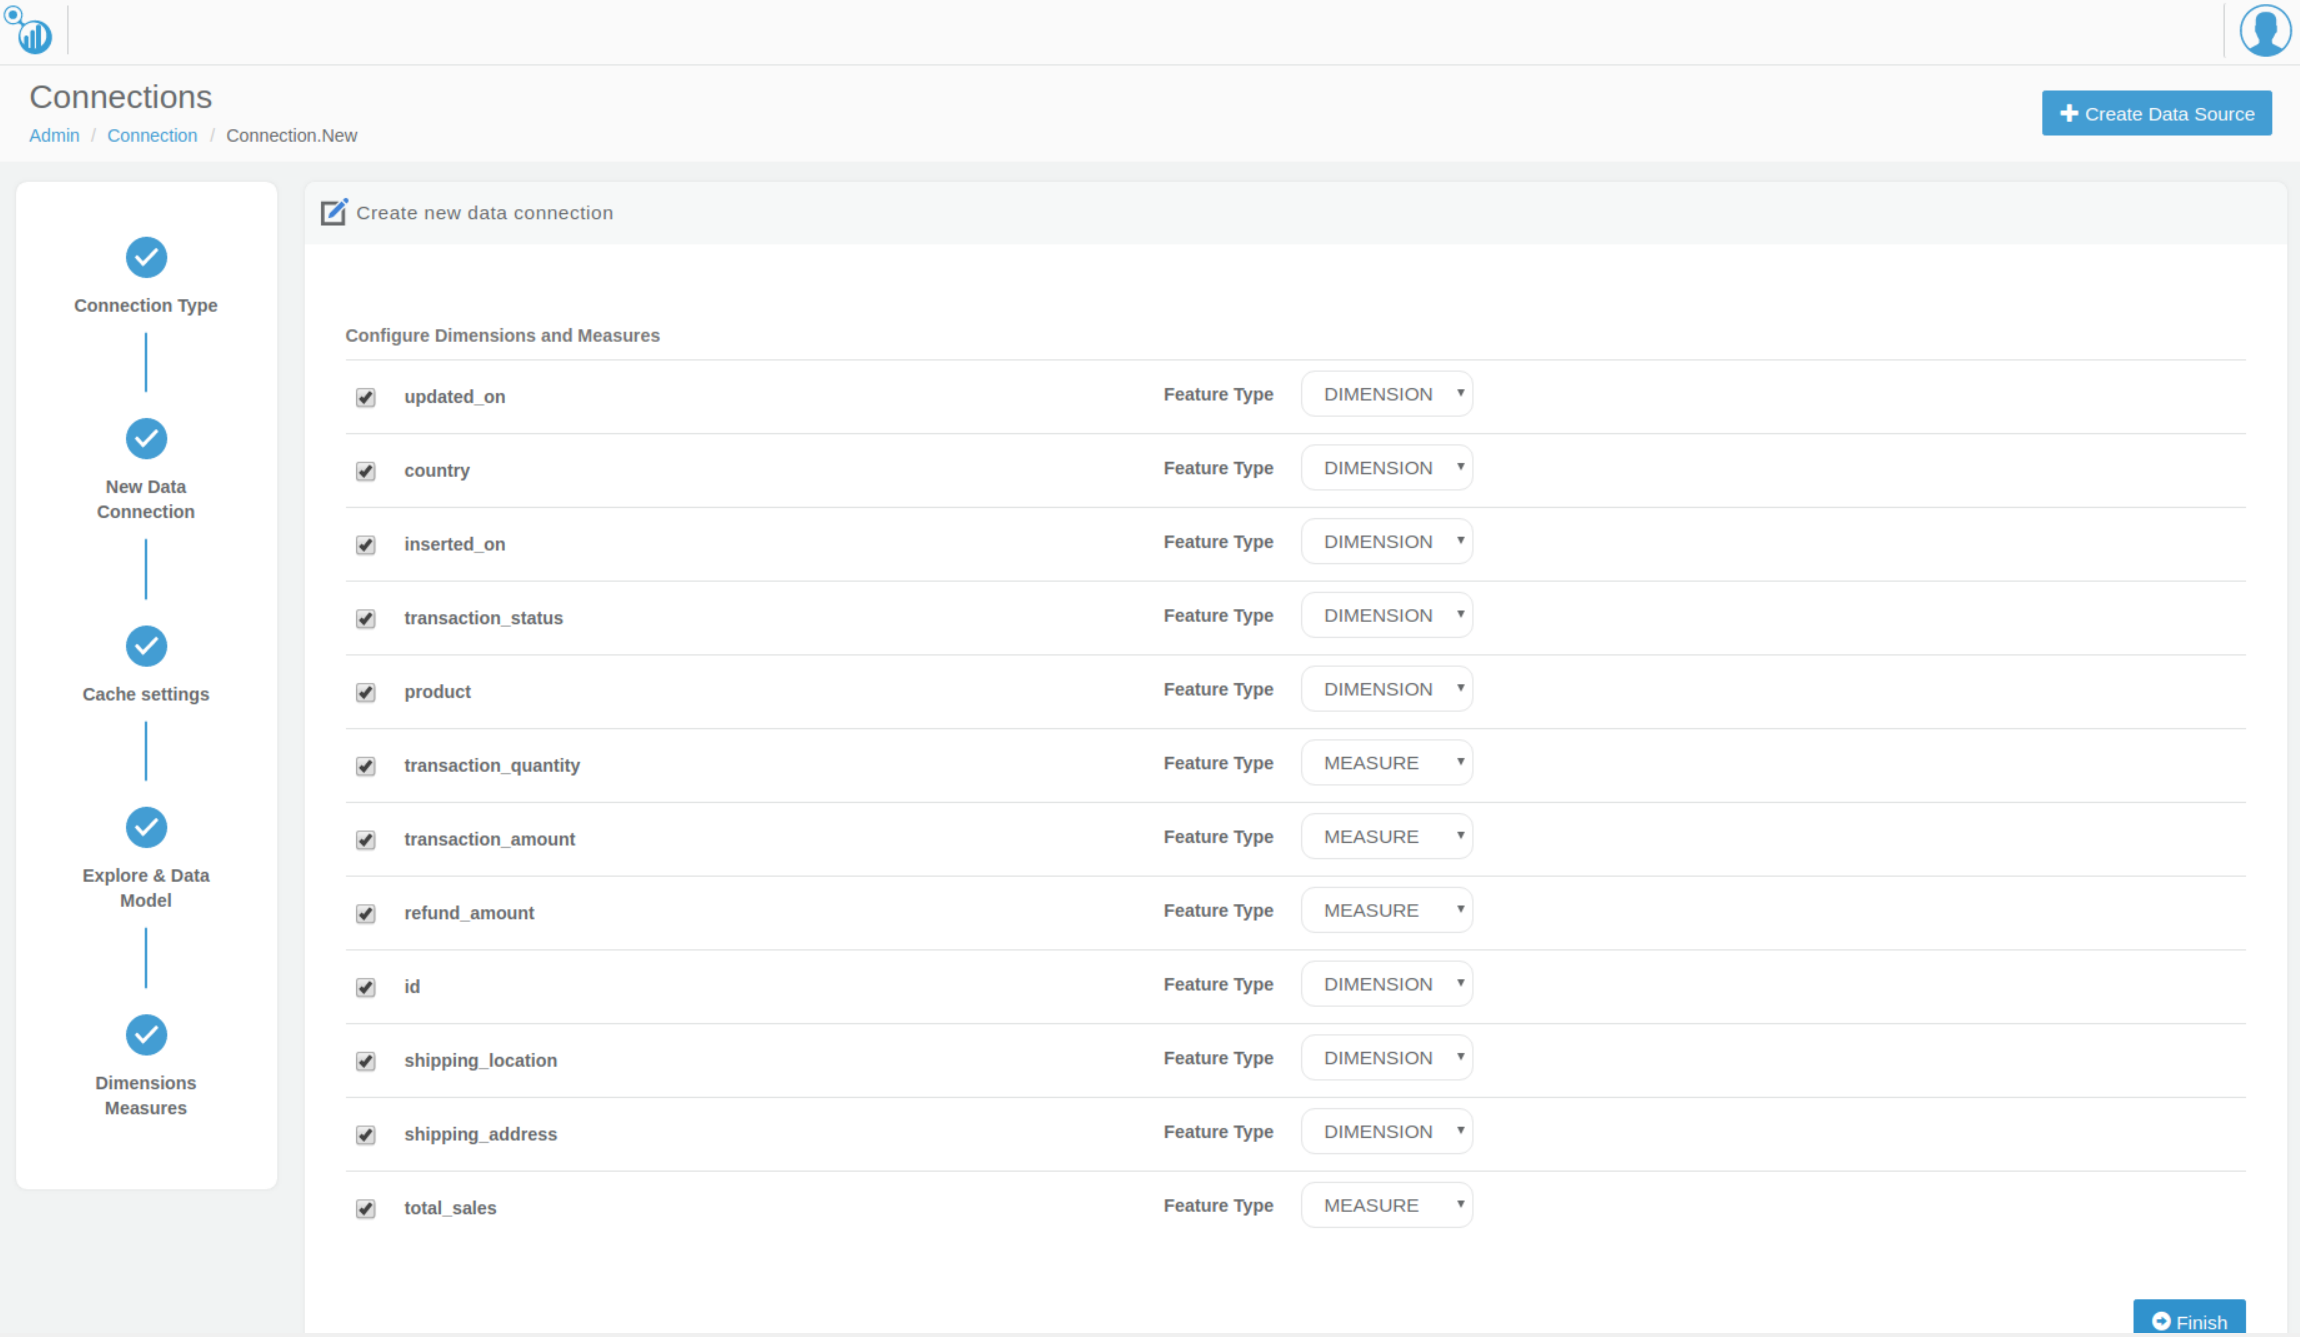 Connections
Admin / Connection / Connection.New
Create Data Source
Connection Type
New Data
Connection
Cache settings
Explore & Data
Model
Dimensions
Measures
Create new data connection
Configure Dimensions and Measures
updated_on Feature Type DIMENSION
country Feature Type DIMENSION
inserted_on Feature Type DIMENSION
transaction_status Feature Type DIMENSION
product Feature Type DIMENSION
transaction_quantity Feature Type MEASURE
transaction_amount Feature Type MEASURE
refund_amount Feature Type MEASURE
id Feature Type DIMENSION
shipping_location Feature Type DIMENSION
shipping_address Feature Type DIMENSION
total_sales Feature Type MEASURE
Finish